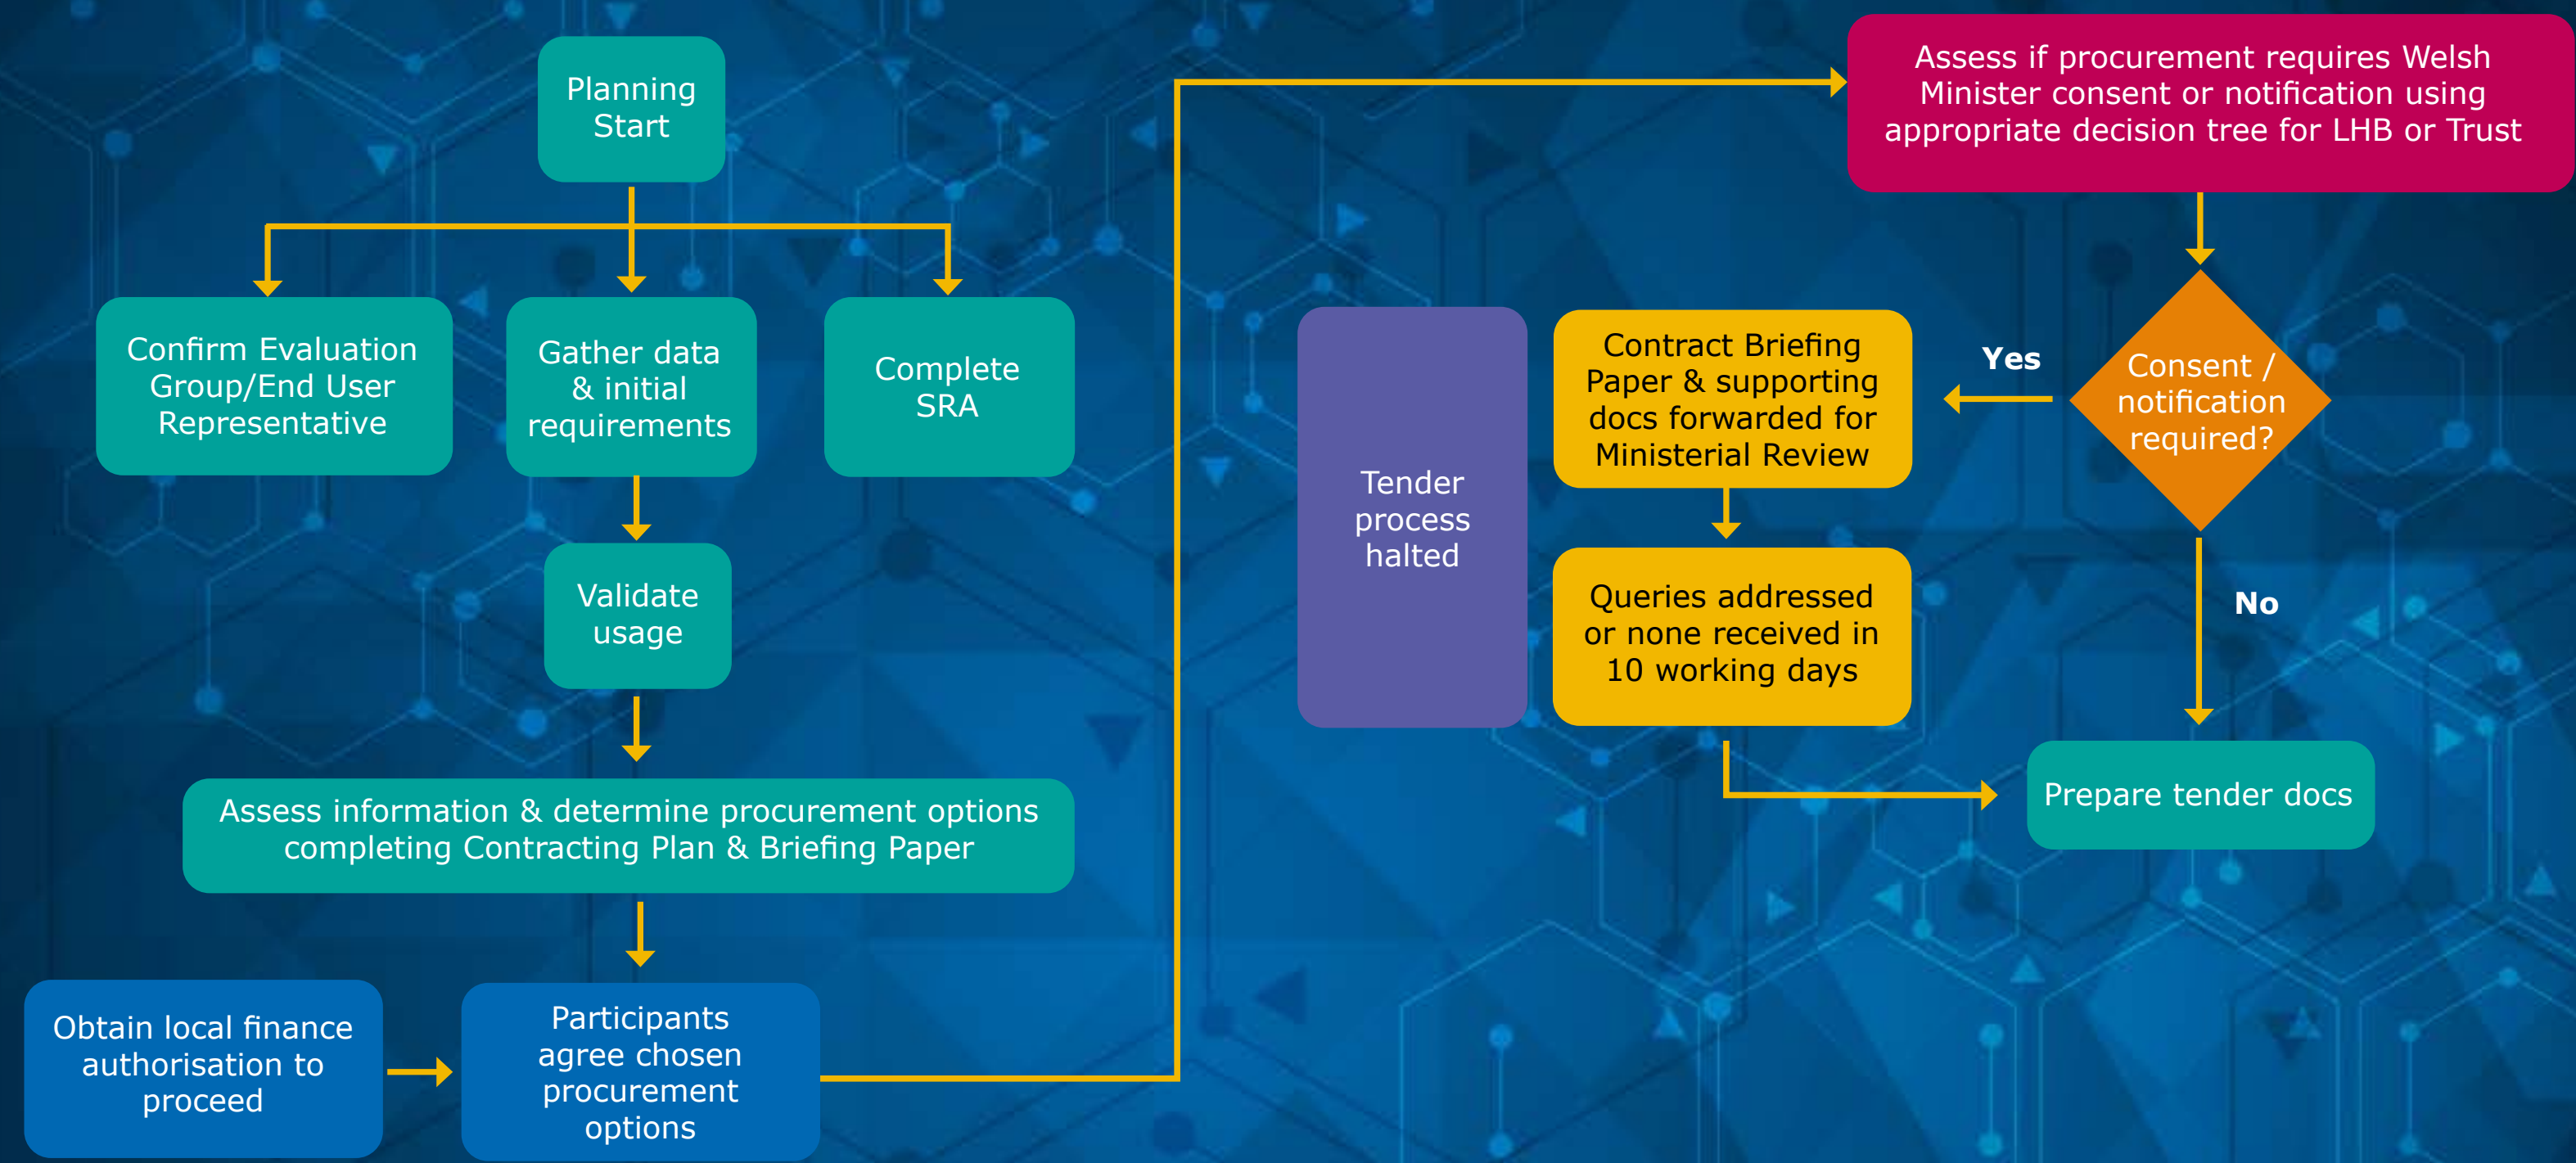 Planning
Start
Confirm Evaluation
Group/End User
Representative
Gather data
& initial
requirements
Complete
SRA
Validate
usage
Assess information & determine procurement options
completing Contracting Plan & Briefing Paper
Obtain local finance
authorisation to
proceed
Participants
agree chosen
procurement
options
Assess if procurement requires Welsh
Minister consent or notification using
appropriate decision tree for LHB or Trust
Consent /
notification
required?
Yes
Contract Briefing
Paper & supporting
docs forwarded for
Ministerial Review
Tender
process
halted
Queries addressed
or none received in
10 working days
No
Prepare tender docs